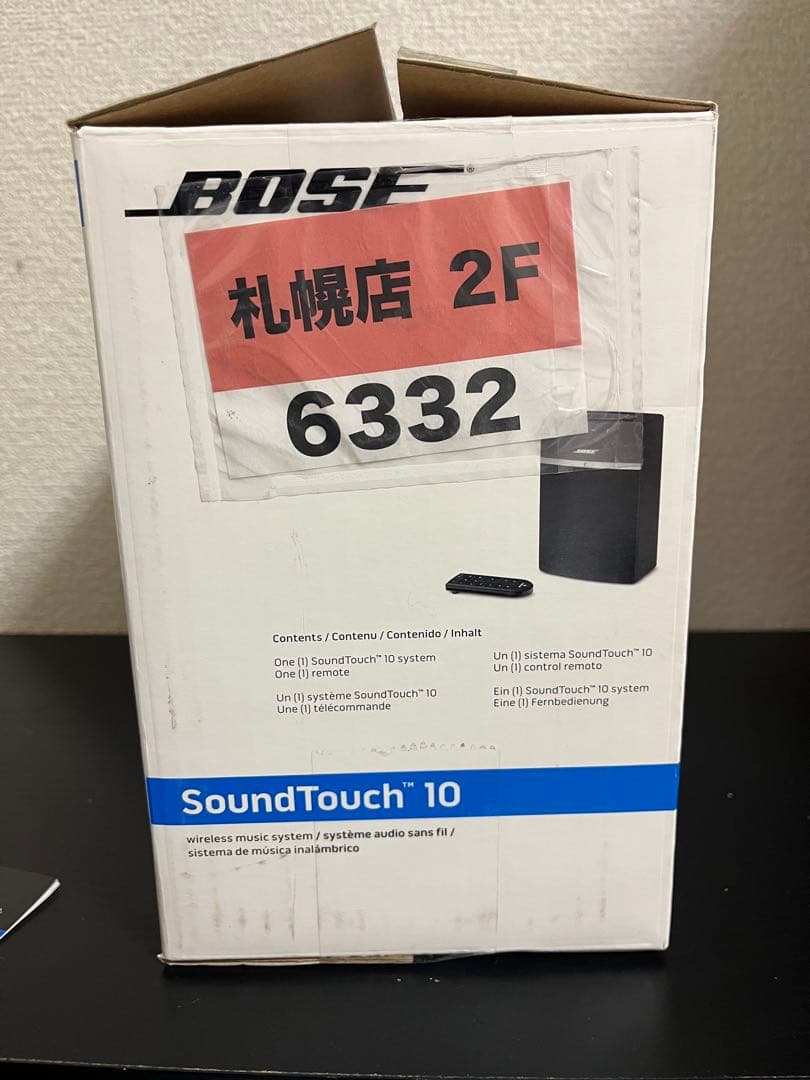 BOSE
札幌店 2F
6332
BOSE
Contents / Contenu / Contenido / Inhalt
One (1) SoundTouch™ 10 system
One (1) remote
Un (1) système SoundTouch™ 10
Une (1) télécommande
Un (1) sistema SoundTouch™ 10
Un (1) control remoto
Ein (1) SoundTouch™ 10 system
Eine (1) Fernbedienung
SoundTouch™ 10
wireless music system / système audio sans fil /
sistema de música inalámbrico